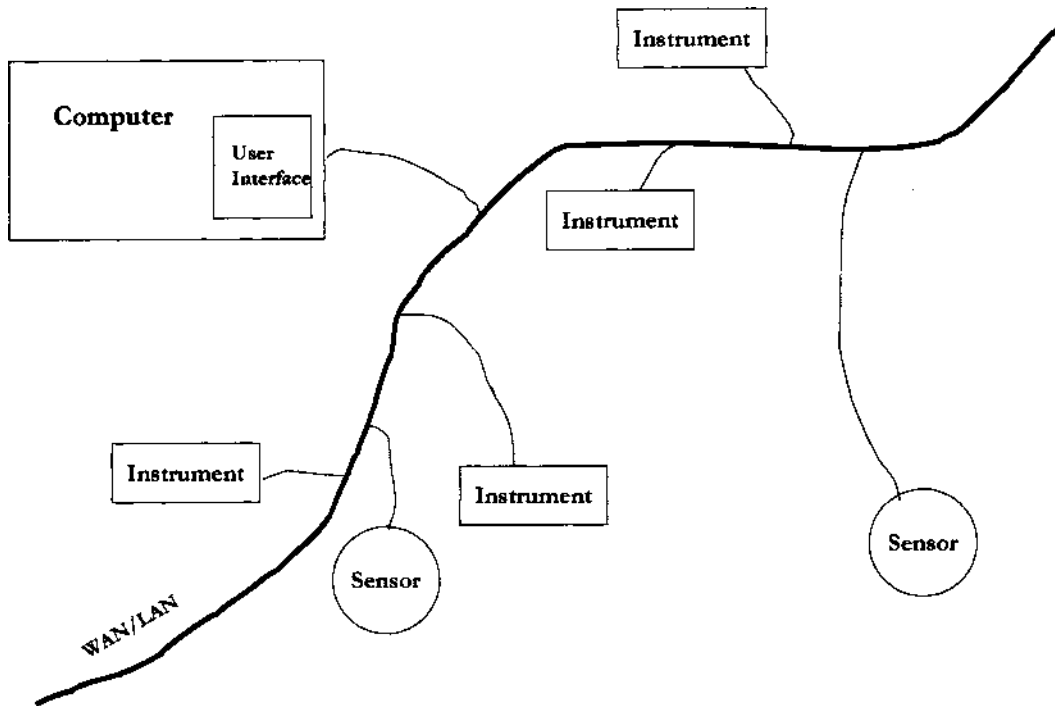 Instrument
Computer
User
Interface
Instrument
Instrument
Instrument
Sensor
Sensor
WAN/LAN